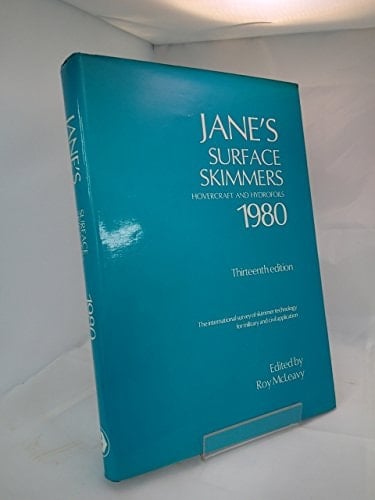 JANE'S
SURFACE
SKIMMERS
HOVERCRAFT AND HYDROFOILS
1980
Thirteenth edition
The international survey of skimmer technology
for military and civil application
Edited by
Roy McLeavy
JANE'S
SURFACE
1980